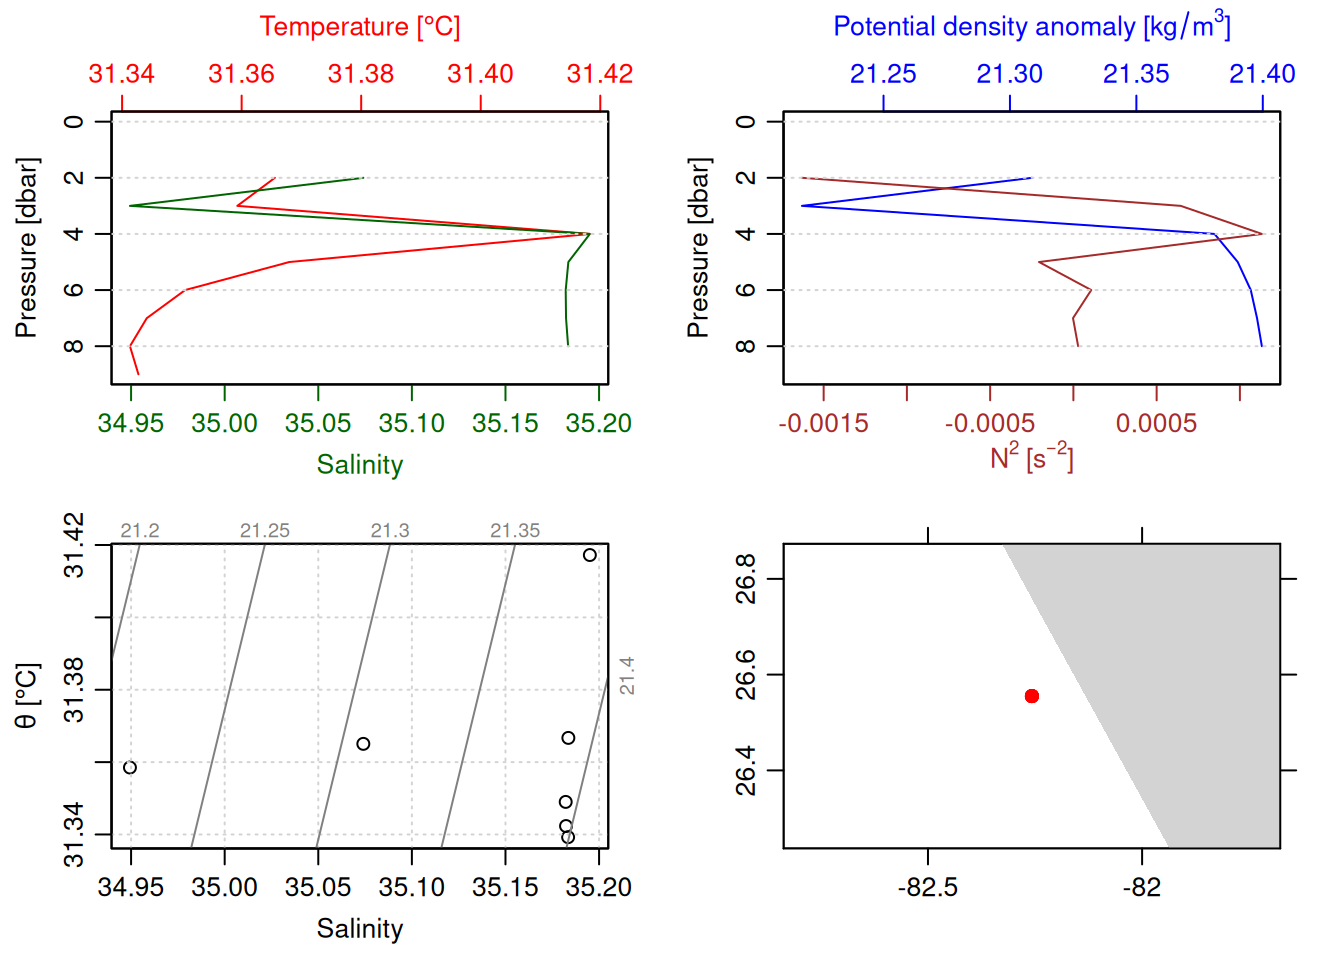 Temperature [°C]
31.34 31.36 31.38 31.40 31.42
0
2
4
6
8
Pressure [dbar]
34.95 35.00 35.05 35.10 35.15 35.20
Salinity
Potential density anomaly [kg/m³]
21.25 21.30 21.35 21.40
0
2
4
6
8
Pressure [dbar]
-0.0015 -0.0005 0.0005
N² [s⁻²]
21.2 21.25 21.3 21.35
21.4
31.42
31.38
31.34
θ [°C]
34.95 35.00 35.05 35.10 35.15 35.20
Salinity
26.8
26.6
26.4
-82.5 -82